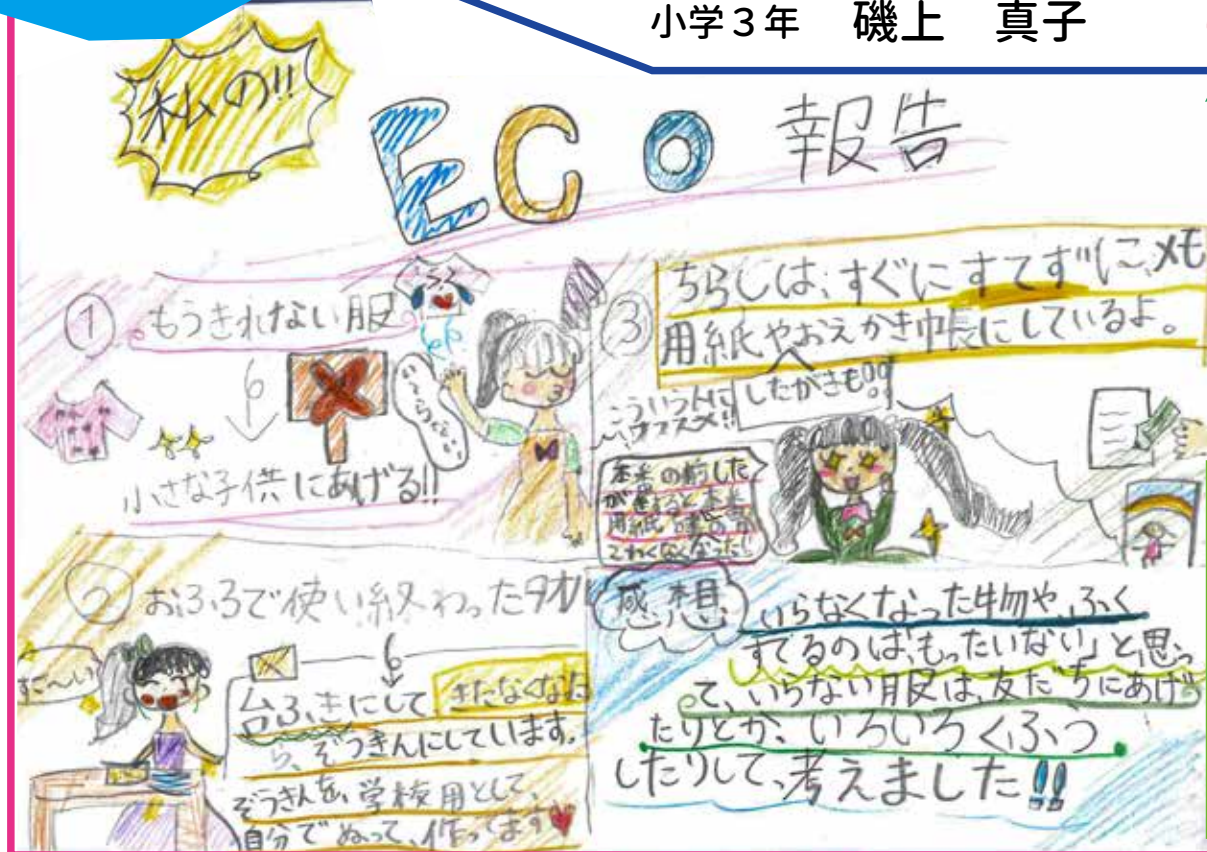 小学3年 磯上 真子
私の!!
ECO 報告
① もうきれない服
いらない
小さな子供にあげる!!
② おふろで使い終わったタオル
すご〜い
台ふきにして きたなくなった
ら、ぞうきんにしています。
ぞうきんを、学校用として、
自分でぬって、作ってます
③ ちらしは、すぐにすてずに、メモ
用紙やおえかき帳にしているよ。
したがきも
こういう人に
オススメ!!
感想
いらなくなった物や、ふく
すてるのは、もったいない」と思っ
て、いらない服は、友だちにあげ
たりとか、いろいろくふう
したりして、考えました!!